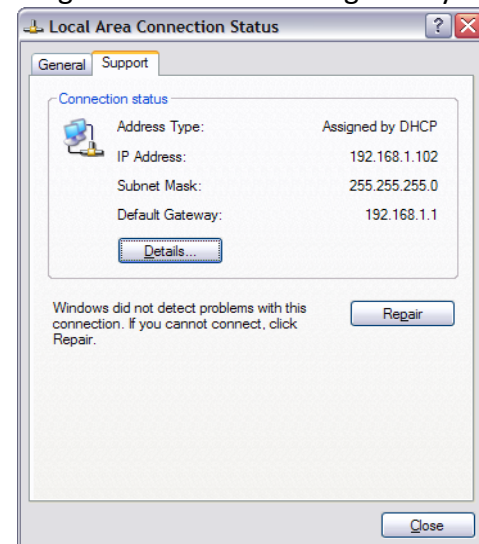 Local Area Connection Status
General Support
Connection status
Address Type: Assigned by DHCP
IP Address: 192.168.1.102
Subnet Mask: 255.255.255.0
Default Gateway: 192.168.1.1
Details...
Windows did not detect problems with this
connection. If you cannot connect, click
Repair.
Repair
Close